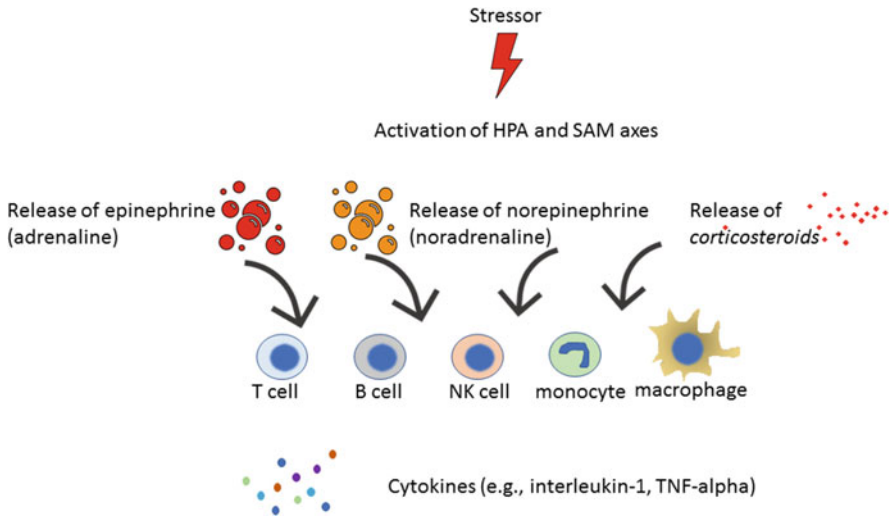 Stressor
Activation of HPA and SAM axes
Release of epinephrine
(adrenaline)
Release of norepinephrine
(noradrenaline)
Release of
corticosteroids
T cell
B cell
NK cell
monocyte
macrophage
Cytokines (e.g., interleukin-1, TNF-alpha)